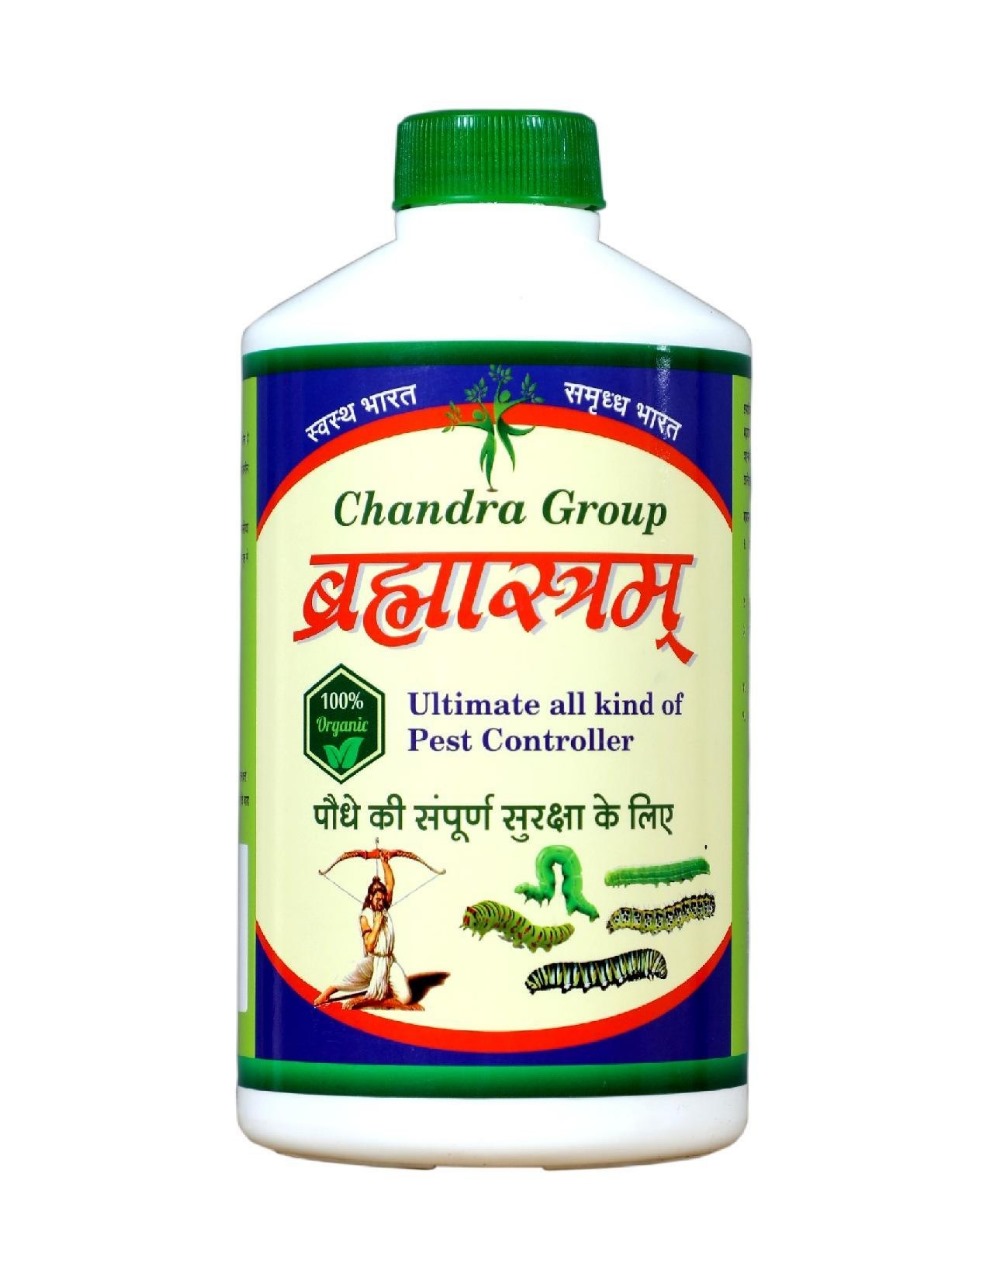 स्वस्थ भारत
समृध्ध भारत
Chandra Group
ब्रह्मास्त्रम्
100%
Organic
Ultimate all kind of
Pest Controller
पौधे की संपूर्ण सुरक्षा के लिए